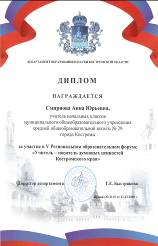 ДЕПАРТАМЕНТ ОБРАЗОВАНИЯ И НАУКИ КОСТРОМСКОЙ ОБЛАСТИ
ДИПЛОМ
НАГРАЖДАЕТСЯ
Смирнова Анна Юрьевна,
учитель начальных классов
муниципального общеобразовательного учреждения
средней общеобразовательной школы № 29
города Костромы
за участие в V Региональном образовательном форуме
«Учитель – носитель духовных ценностей
Костромского края»
Директор департамента
Т.Е. Быстрякова